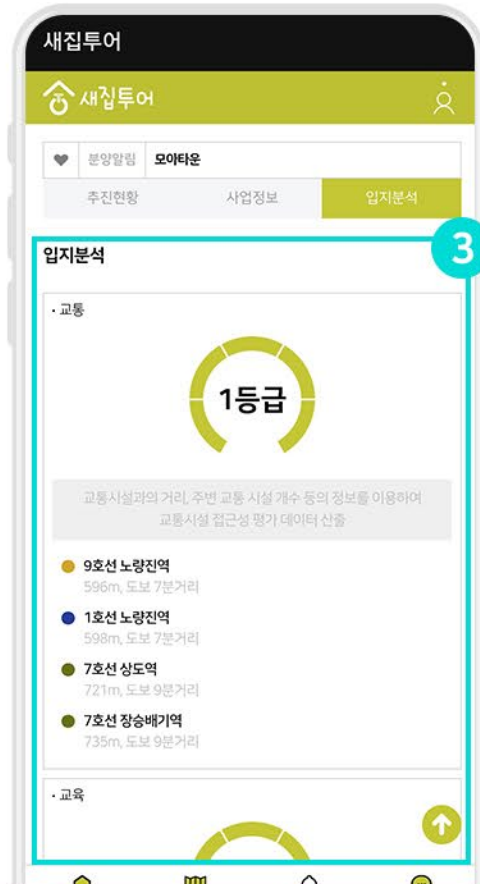 새집투어
새집투어
분양알림 모아타운
추진현황 사업정보 입지분석
3
입지분석
· 교통
1등급
교통시설과의 거리, 주변 교통 시설 개수 등의 정보를 이용하여
교통시설 접근성 평가 데이터 산출
9호선 노량진역
596m, 도보 7분거리
1호선 노량진역
598m, 도보 7분거리
7호선 상도역
721m, 도보 9분거리
7호선 장승배기역
735m, 도보 9분거리
· 교육